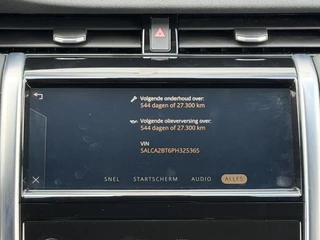 Volgende onderhoud over:
544 dagen of 27.300 km
Volgende olieverversing over:
544 dagen of 27.300 km
VIN
SALCA2BT6PH325365
SNEL STARTSCHERM AUDIO ALLES